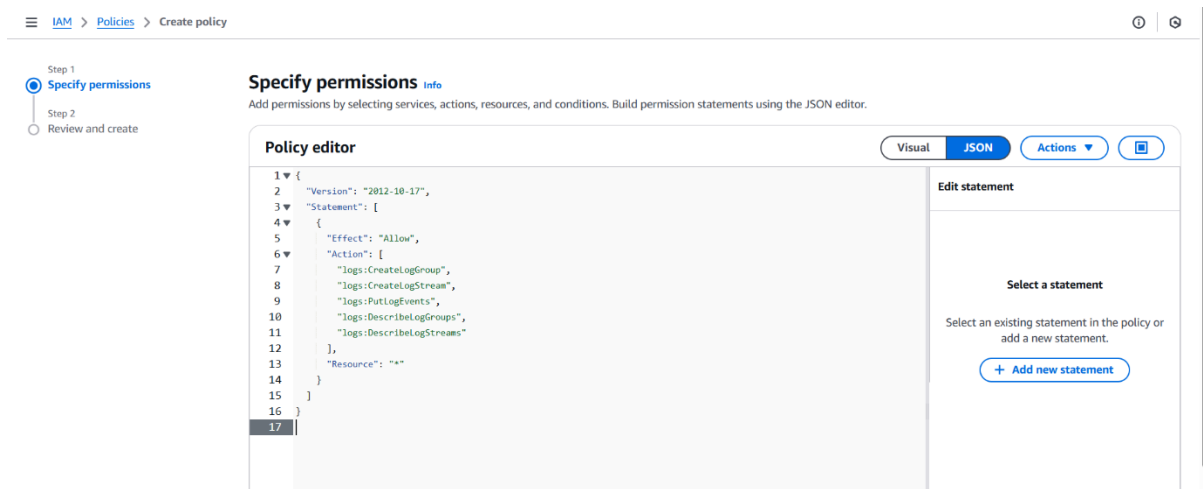 IAM > Policies > Create policy
Step 1
Specify permissions
Step 2
Review and create
Specify permissions Info
Add permissions by selecting services, actions, resources, and conditions. Build permission statements using the JSON editor.
Policy editor
Visual JSON Actions
1 {
2 "Version": "2012-10-17",
3 "Statement": [
4 {
5 "Effect": "Allow",
6 "Action": [
7 "logs:CreateLogGroup",
8 "logs:CreateLogStream",
9 "logs:PutLogEvents",
10 "logs:DescribeLogGroups",
11 "logs:DescribeLogStreams"
12 ],
13 "Resource": "*"
14 }
15 ]
16 }
17
Edit statement
Select a statement
Select an existing statement in the policy or
add a new statement.
+ Add new statement